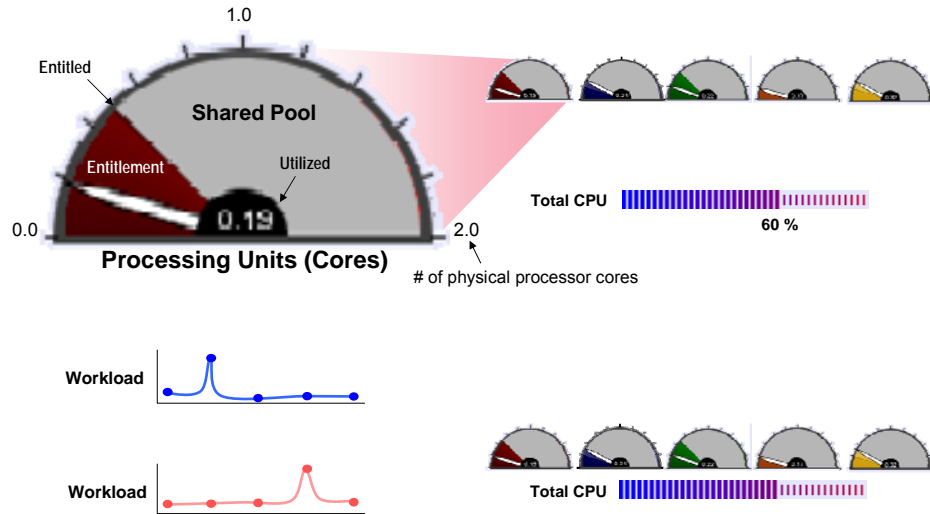 1.0
Entitled
Shared Pool
Entitlement
Utilized
0.19
0.0
2.0
Processing Units (Cores)
# of physical processor cores
Total CPU
60 %
Workload
Workload
Total CPU